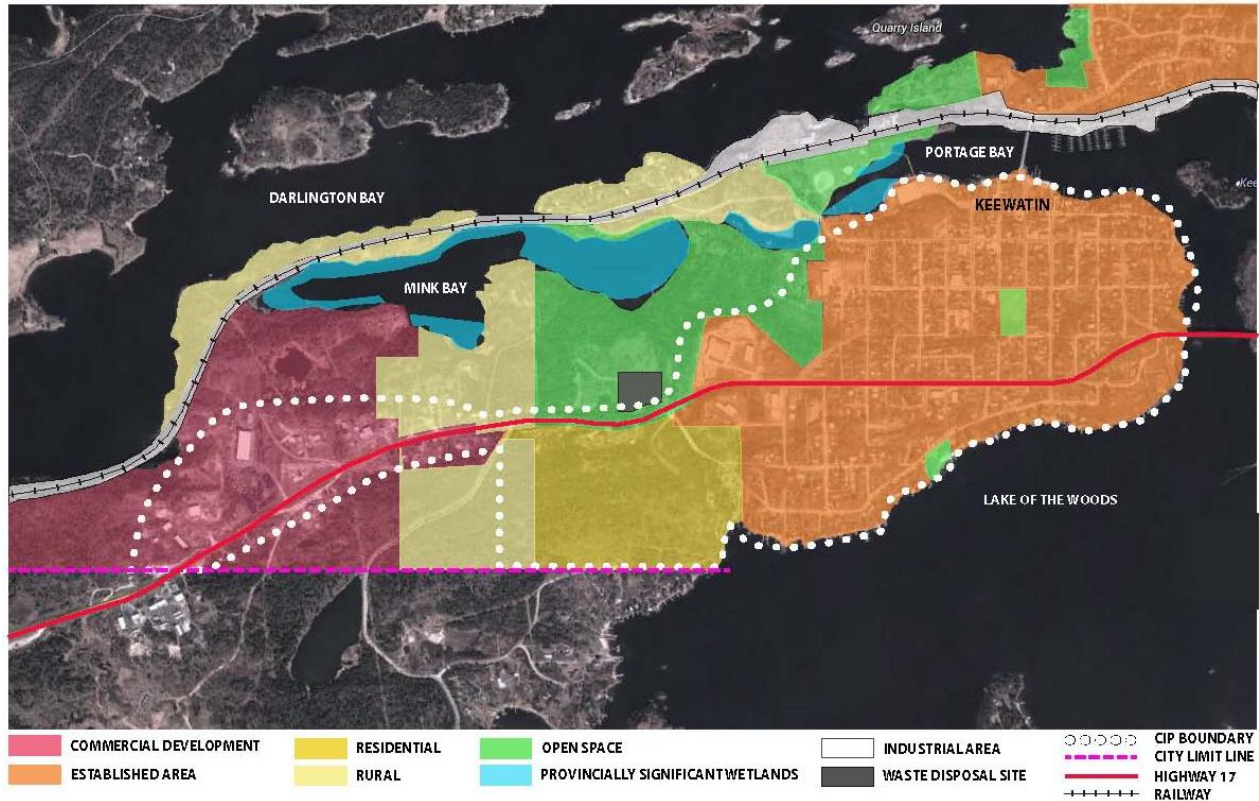 Quarry Island
PORTAGE BAY
DARLINGTON BAY
KEEWATIN
MINK BAY
LAKE OF THE WOODS
COMMERCIAL DEVELOPMENT
ESTABLISHED AREA
RESIDENTIAL
RURAL
OPEN SPACE
PROVINCIALLY SIGNIFICANT WETLANDS
INDUSTRIAL AREA
WASTE DISPOSAL SITE
CIP BOUNDARY
CITY LIMIT LINE
HIGHWAY 17
RAILWAY